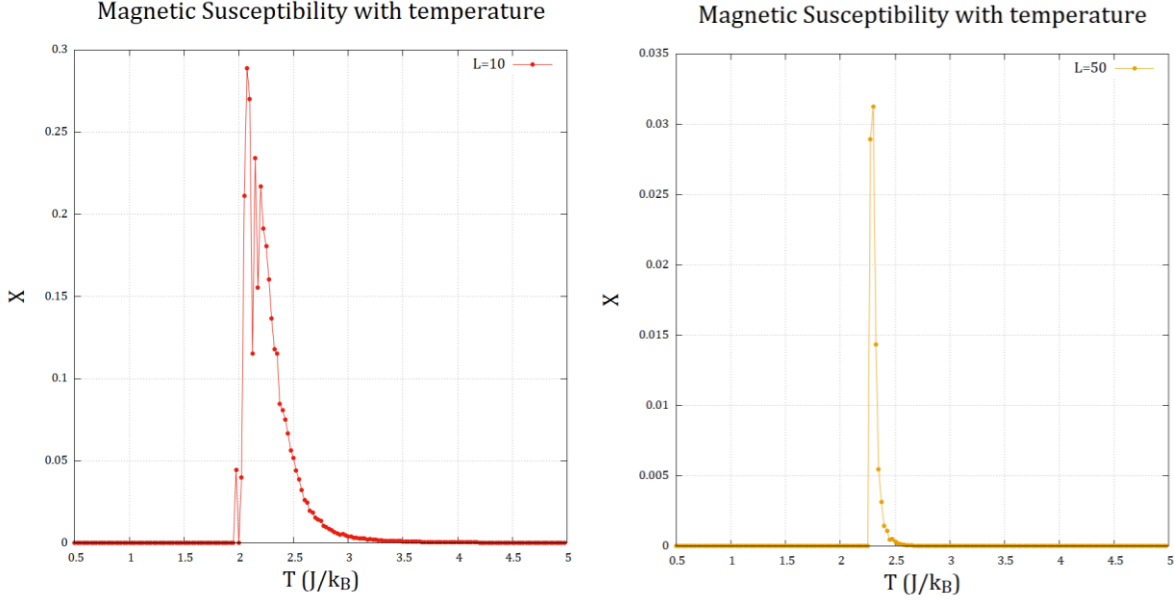 Magnetic Susceptibility with temperature
L=10
0.3
0.25
0.2
0.15
0.1
0.05
0
X
0.5 1 1.5 2 2.5 3 3.5 4 4.5 5
T (J/k_B)
Magnetic Susceptibility with temperature
L=50
0.035
0.03
0.025
0.02
0.015
0.01
0.005
0
X
0.5 1 1.5 2 2.5 3 3.5 4 4.5 5
T (J/k_B)